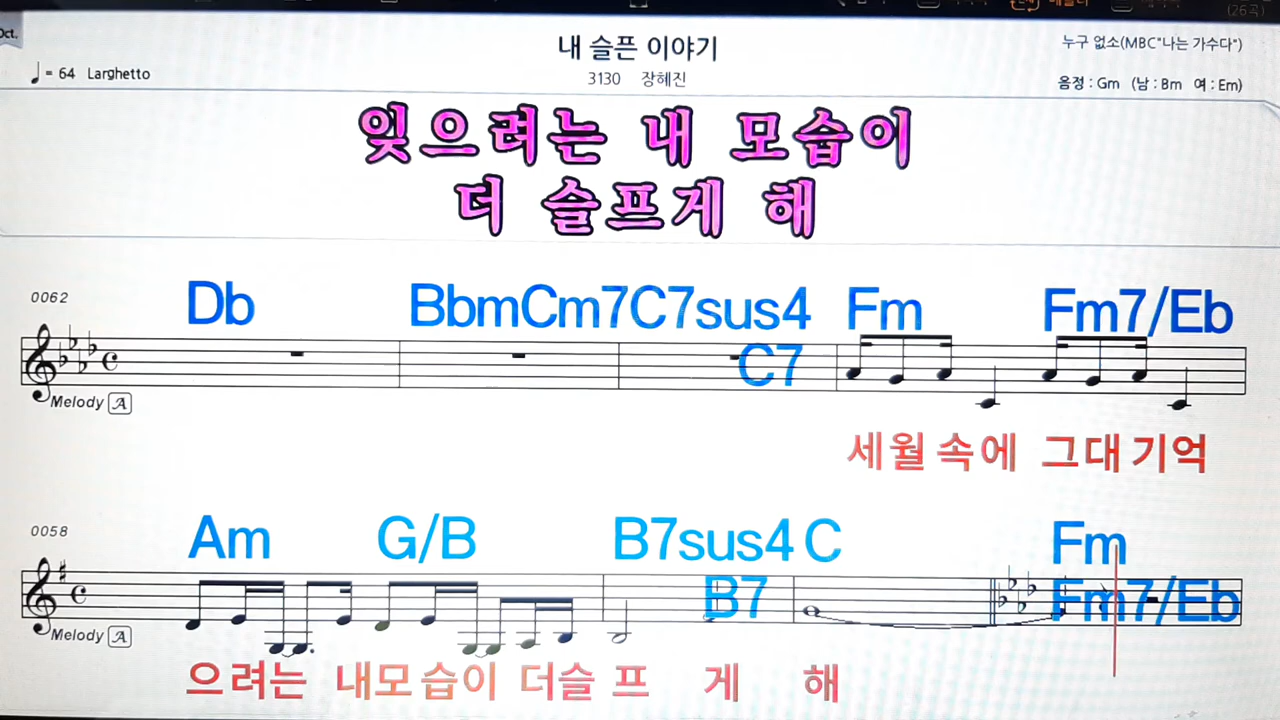 (26곡)
Oct.
내 슬픈 이야기
누구 없소(MBC"나는 가수다")
= 64 Larghetto
3130 장혜진
음정 : Gm (남 : Bm 여 : Em)
잊으려는 내 모습이
더 슬프게 해
0062
Db BbmCm7C7sus4 Fm Fm7/Eb
C7
Melody A
세월속에 그대기억
0058
Am G/B B7sus4 C Fm
B7 Fm7/Eb
Melody A
으려는 내모습이 더슬프 게 해